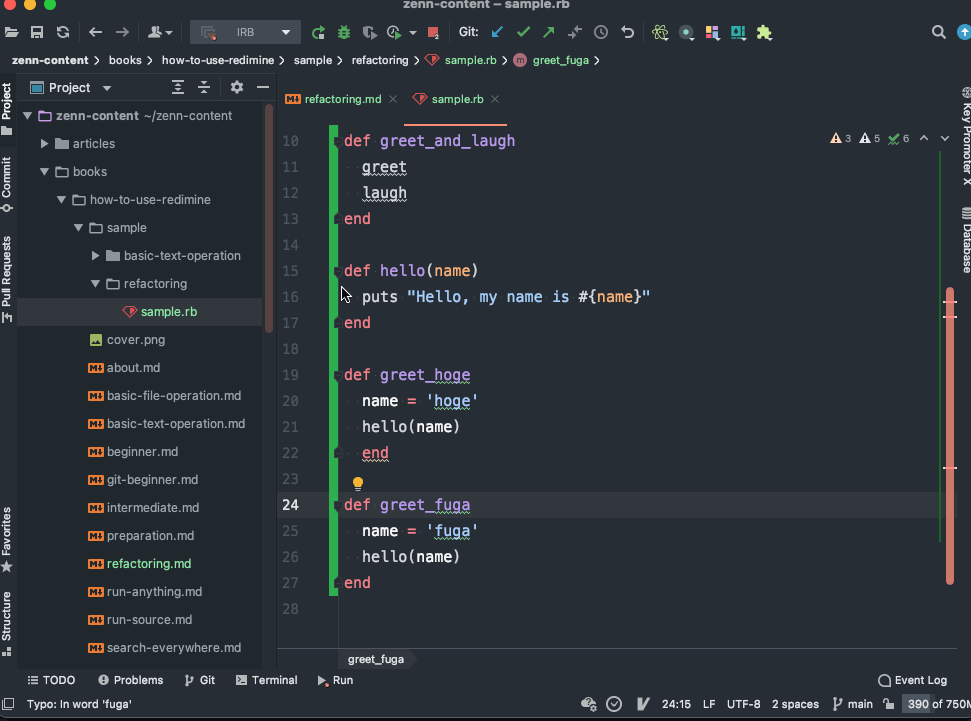 zenn-content – sample.rb
IRB
Git:
zenn-content
books
how-to-use-redimine
sample
refactoring
sample.rb
greet_fuga
Project
refactoring.md
sample.rb
zenn-content ~/zenn-content
articles
books
how-to-use-redimine
sample
basic-text-operation
refactoring
sample.rb
cover.png
about.md
basic-file-operation.md
basic-text-operation.md
beginner.md
git-beginner.md
intermediate.md
preparation.md
refactoring.md
run-anything.md
run-source.md
search-everywhere.md
Project
Commit
Pull Requests
Favorites
Structure
3 5 6
10 def greet_and_laugh
11 greet
12 laugh
13 end
14
15 def hello(name)
16 puts "Hello, my name is #{name}"
17 end
18
19 def greet_hoge
20 name = 'hoge'
21 hello(name)
22 end
23
24 def greet_fuga
25 name = 'fuga'
26 hello(name)
27 end
28
greet_fuga
Key Promoter X
Database
TODO
Problems
Git
Terminal
Run
Event Log
Typo: In word 'fuga'
24:15 LF UTF-8 2 spaces main 390 of 750M